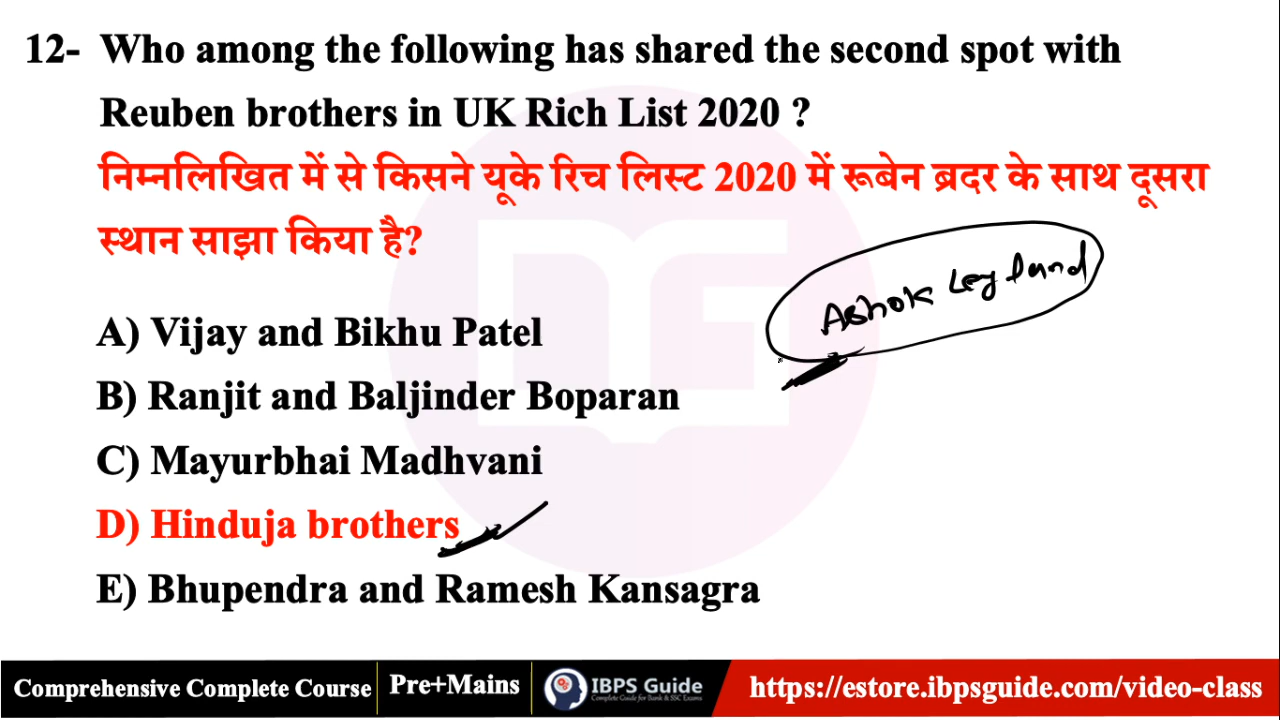 12- Who among the following has shared the second spot with
Reuben brothers in UK Rich List 2020 ?
निम्नलिखित में से किसने यूके रिच लिस्ट 2020 में रूबेन ब्रदर के साथ दूसरा
स्थान साझा किया है?
Ashok Leyland
A) Vijay and Bikhu Patel
B) Ranjit and Baljinder Boparan
C) Mayurbhai Madhvani
D) Hinduja brothers
E) Bhupendra and Ramesh Kansagra
Comprehensive Complete Course
Pre+Mains
IBPS Guide
Complete Guide for Bank & SSC Exams
https://estore.ibpsguide.com/video-class